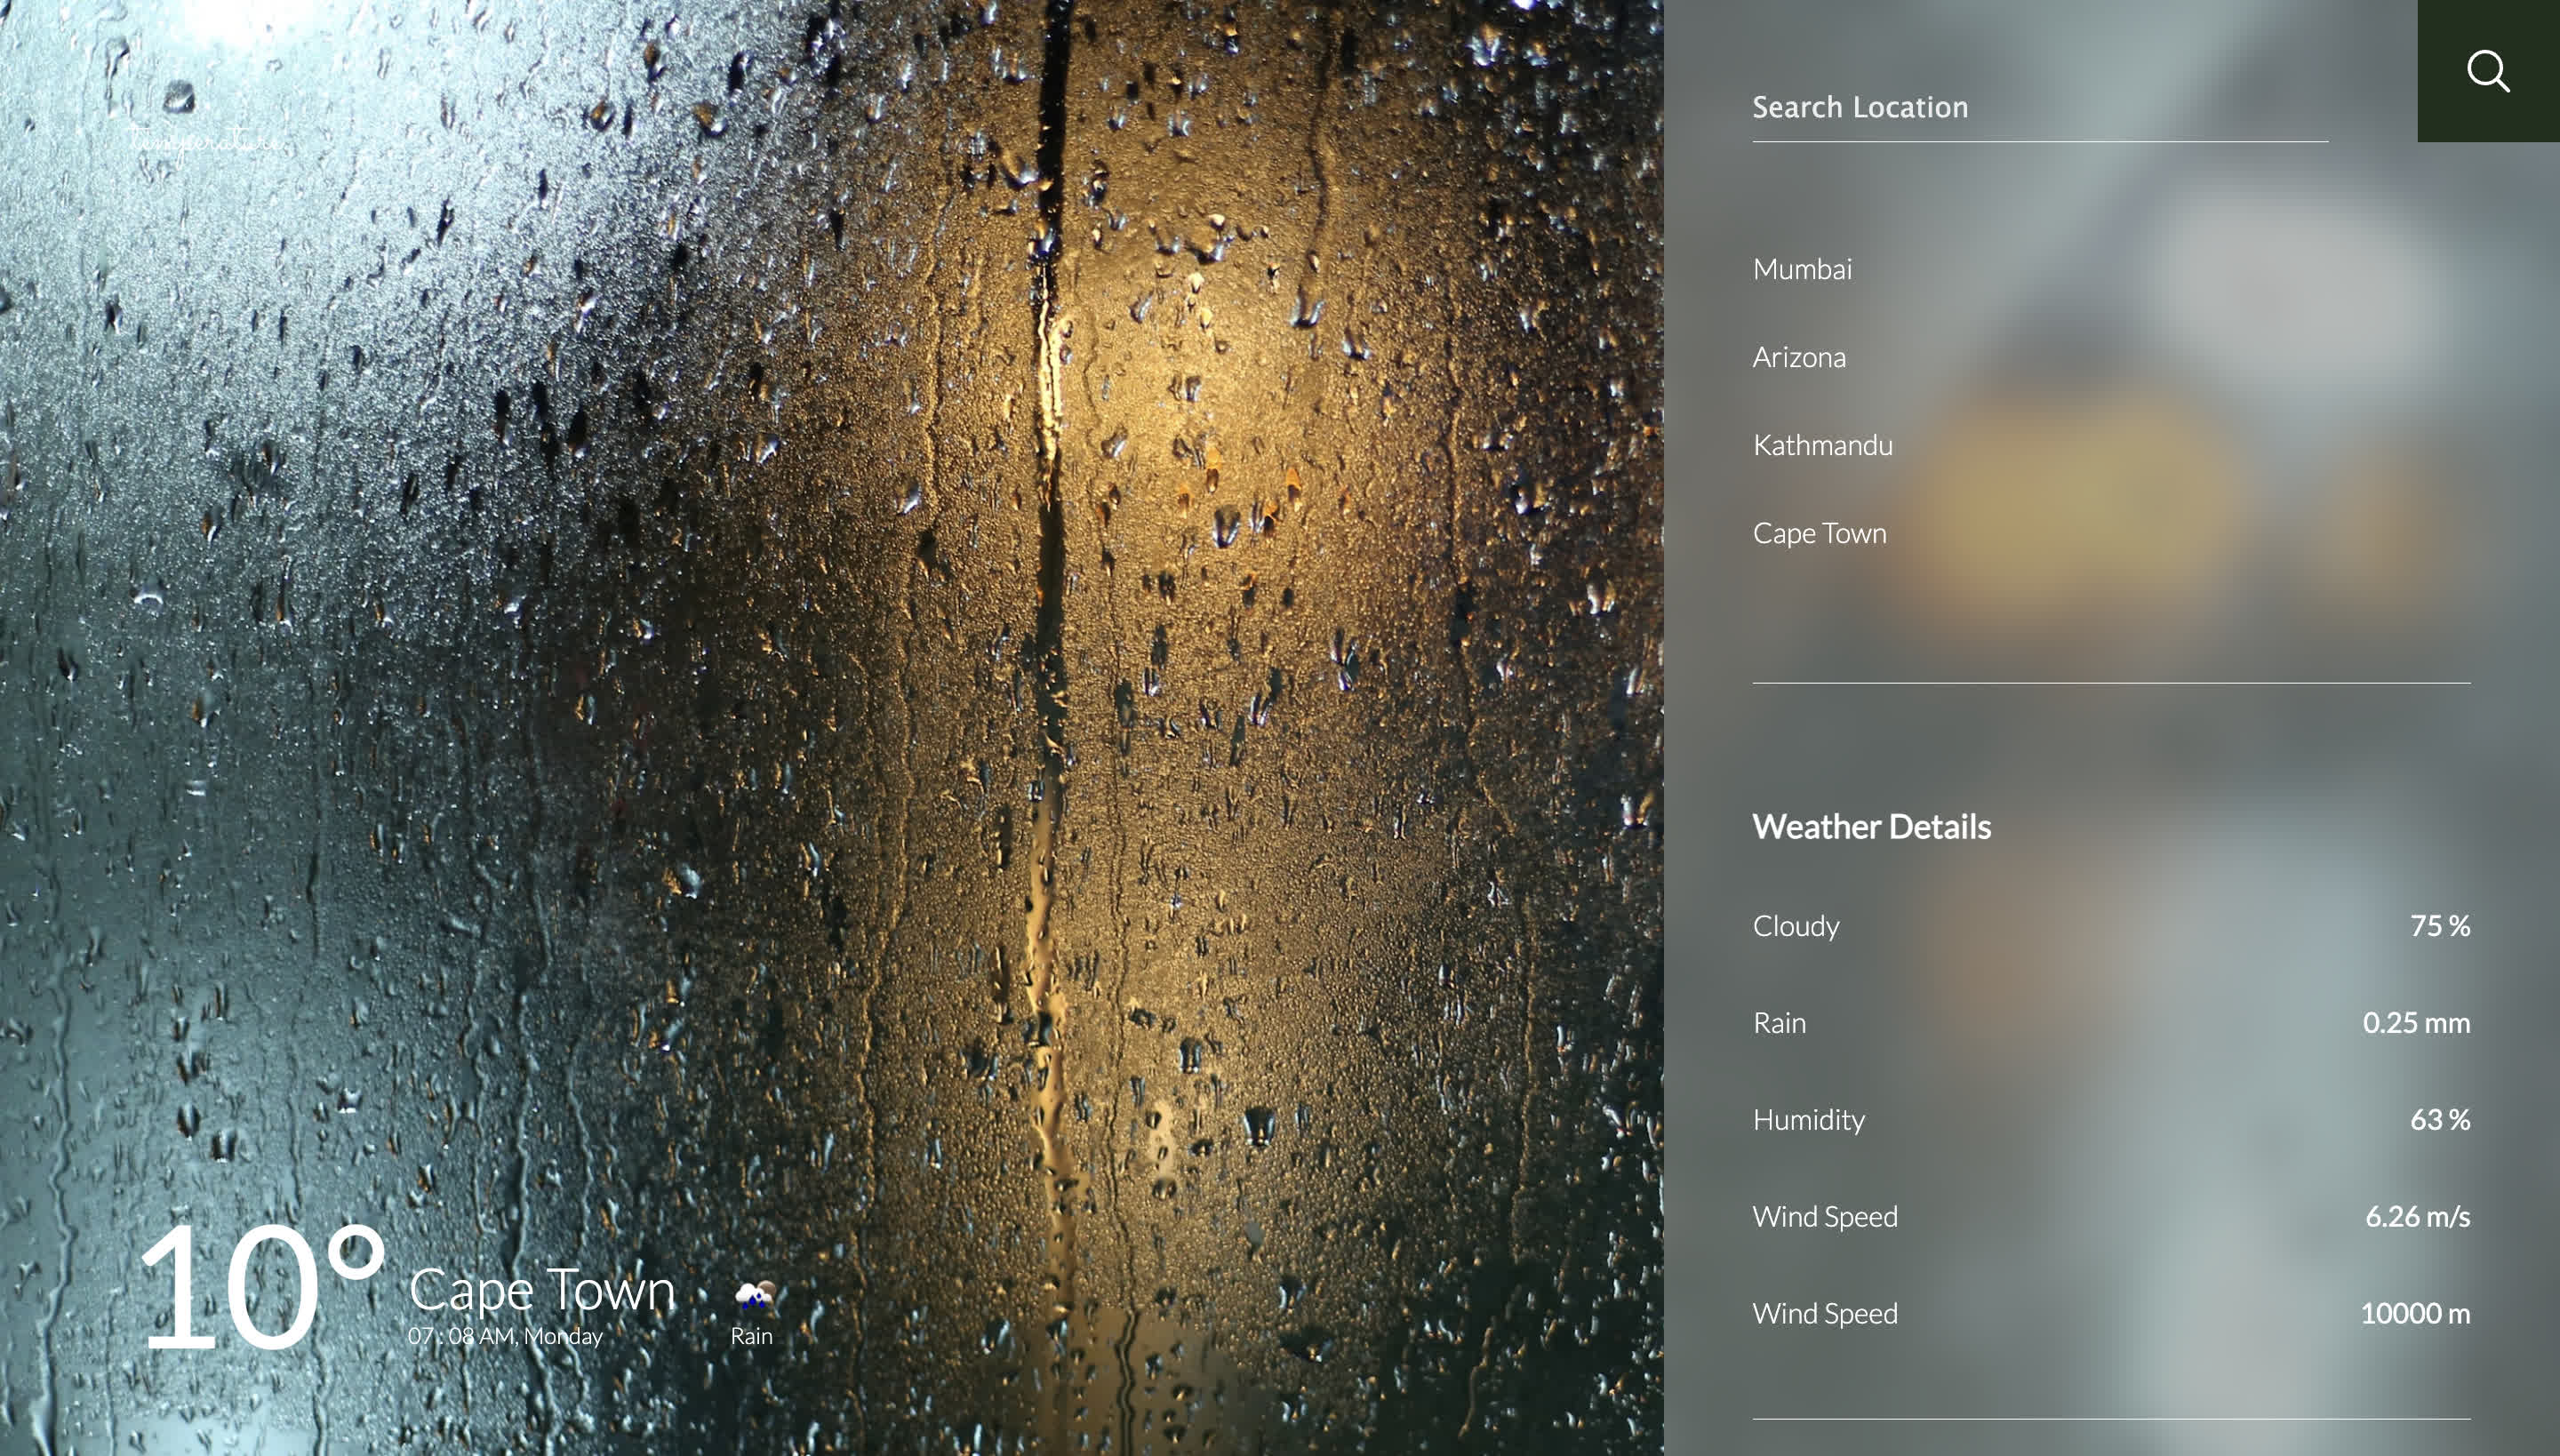 temperature
10° Cape Town
07 : 08 AM, Monday
Rain
Search Location
Mumbai
Arizona
Kathmandu
Cape Town
Weather Details
Cloudy 75 %
Rain 0.25 mm
Humidity 63 %
Wind Speed 6.26 m/s
Wind Speed 10000 m